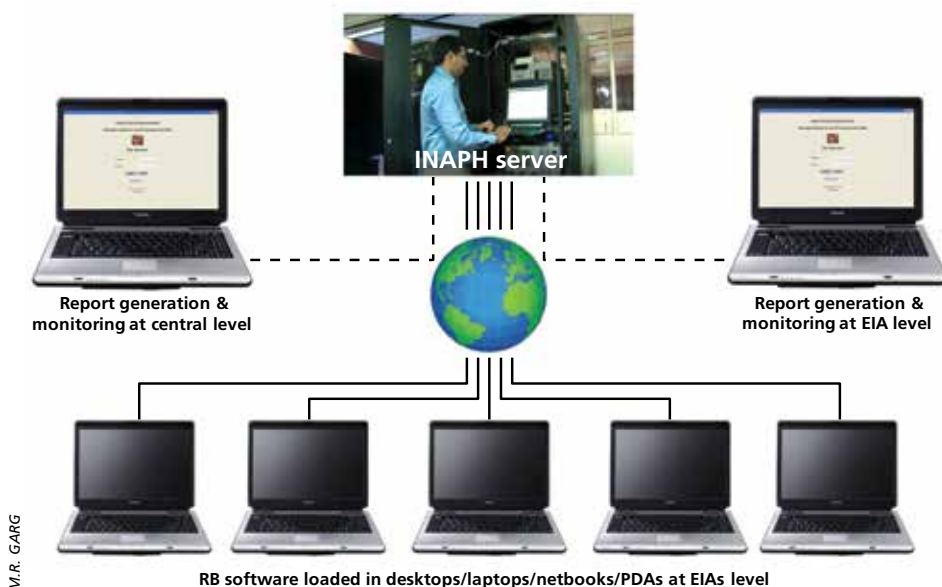 INAPH server
Report generation &
monitoring at central level
Report generation &
monitoring at EIA level
RB software loaded in desktops/laptops/netbooks/PDAs at EIAs level
M.R. GARG